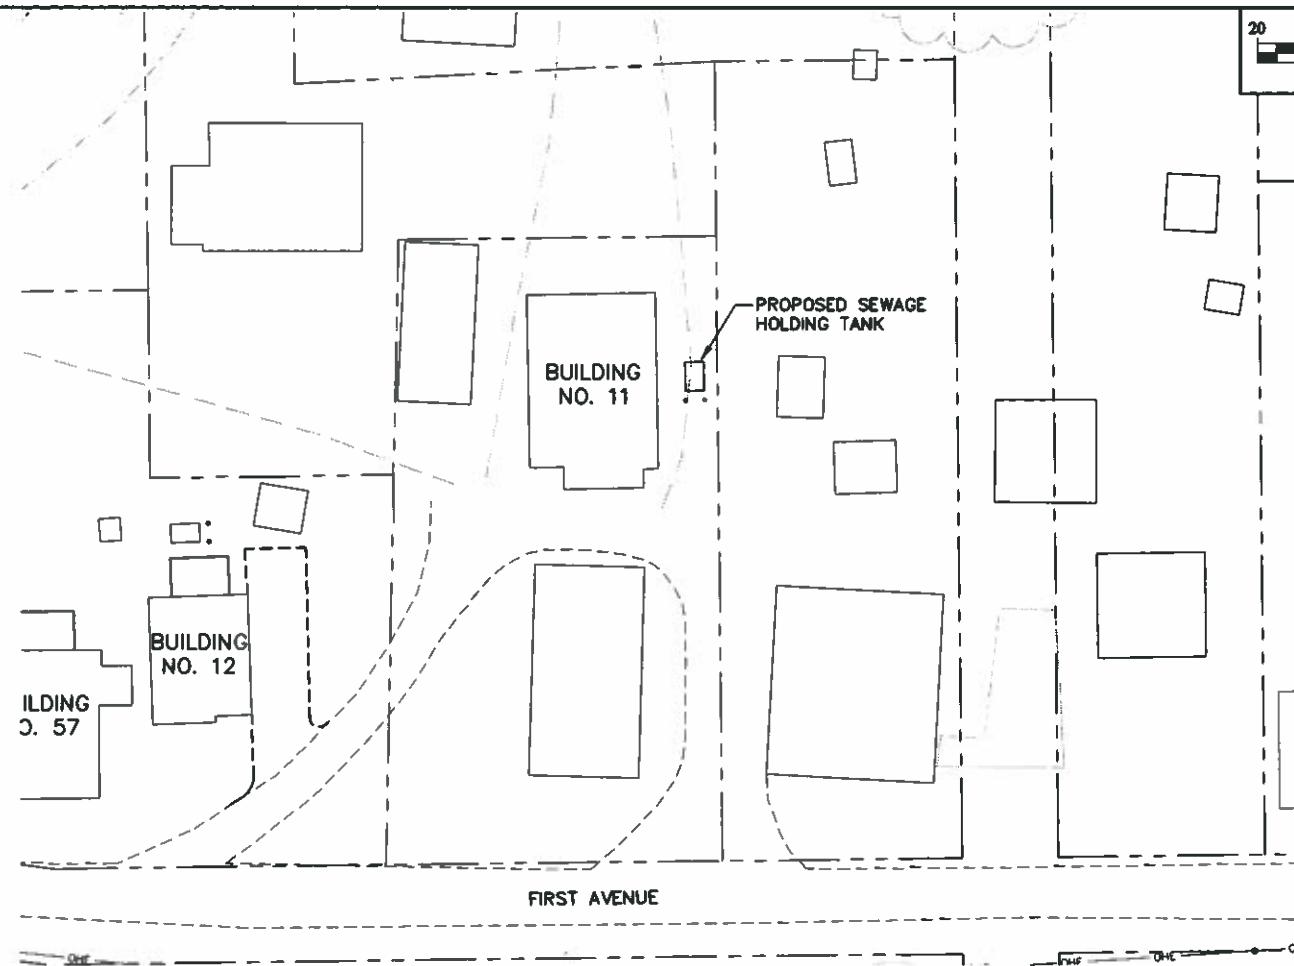 20
PROPOSED SEWAGE
HOLDING TANK
BUILDING
NO. 11
BUILDING
NO. 12
ILDING
O. 57
FIRST AVENUE
OHE
OHE
OHE